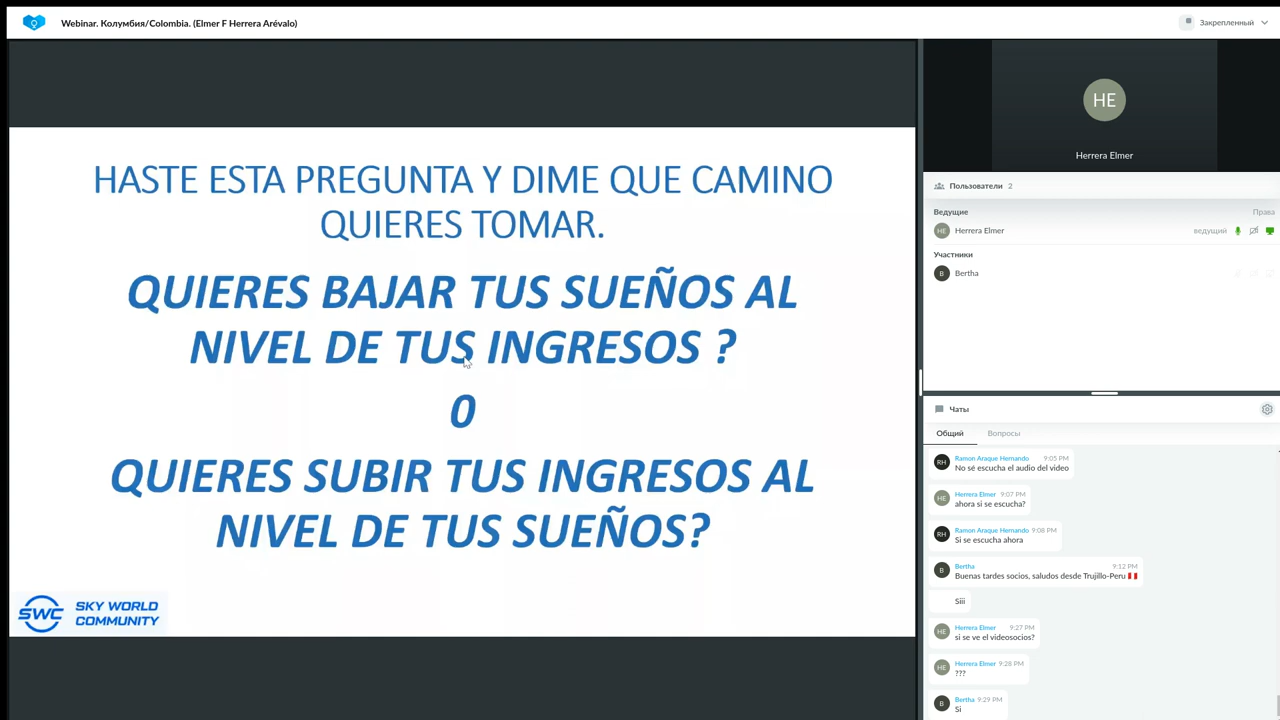 Webinar. Колумбия/Colombia. (Elmer F Herrera Arévalo)
Закрепленный
HASTE ESTA PREGUNTA Y DIME QUE CAMINO
QUIERES TOMAR.
QUIERES BAJAR TUS SUEÑOS AL
NIVEL DE TUS INGRESOS ?
O
QUIERES SUBIR TUS INGRESOS AL
NIVEL DE TUS SUEÑOS?
SWC
SKY WORLD
COMMUNITY
HE
Herrera Elmer
Пользователи 2
Ведущие Права
HE Herrera Elmer ведущий
Участники
B Bertha
Чаты
Общий Вопросы
RH Ramon Araque Hernando 9:05 PM
No sé escucha el audio del video
HE Herrera Elmer 9:07 PM
ahora si se escucha?
RH Ramon Araque Hernando 9:08 PM
Si se escucha ahora
B Bertha 9:12 PM
Buenas tardes socios, saludos desde Trujillo-Peru 🇵🇪
Siii
HE Herrera Elmer 9:27 PM
si se ve el videosocios?
HE Herrera Elmer 9:28 PM
???
B Bertha 9:29 PM
Si